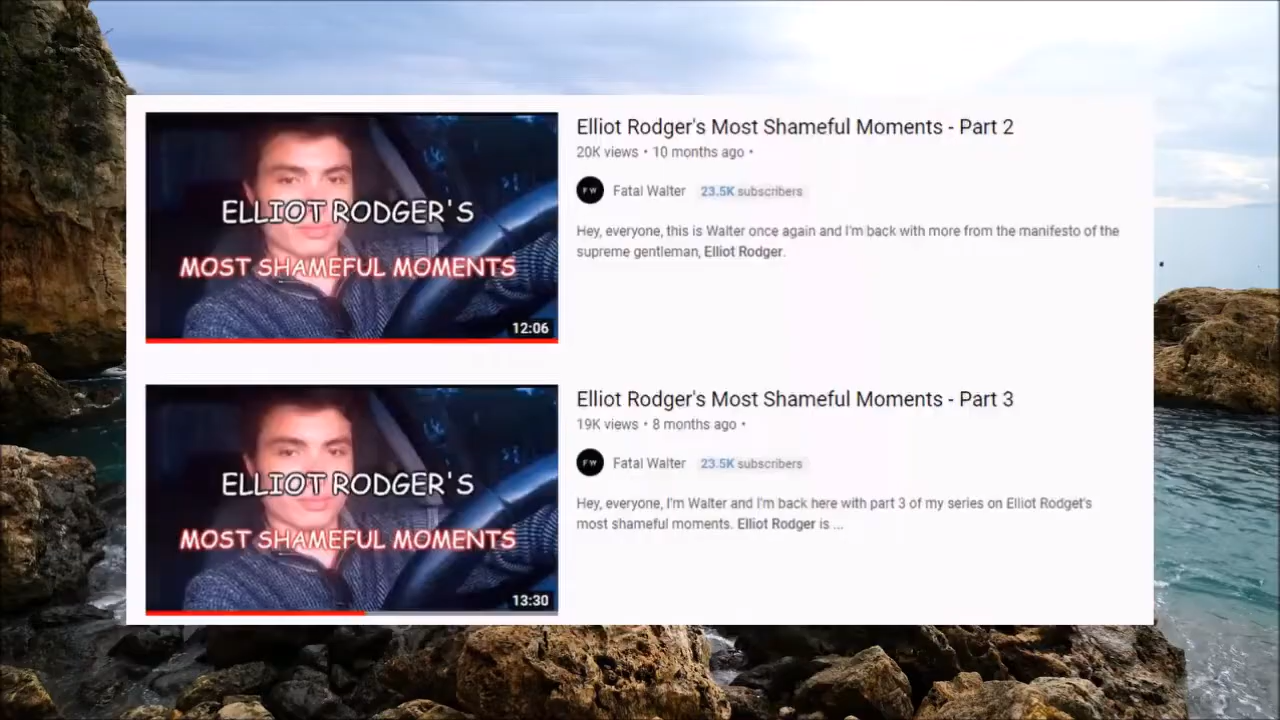 ELLIOT RODGER'S
MOST SHAMEFUL MOMENTS
12:06
Elliot Rodger's Most Shameful Moments - Part 2
20K views • 10 months ago •
FW
Fatal Walter 23.5K subscribers
Hey, everyone, this is Walter once again and I'm back with more from the manifesto of the
supreme gentleman, Elliot Rodger.
ELLIOT RODGER'S
MOST SHAMEFUL MOMENTS
13:30
Elliot Rodger's Most Shameful Moments - Part 3
19K views • 8 months ago •
FW
Fatal Walter 23.5K subscribers
Hey, everyone, I'm Walter and I'm back here with part 3 of my series on Elliot Rodget's
most shameful moments. Elliot Rodger is ...